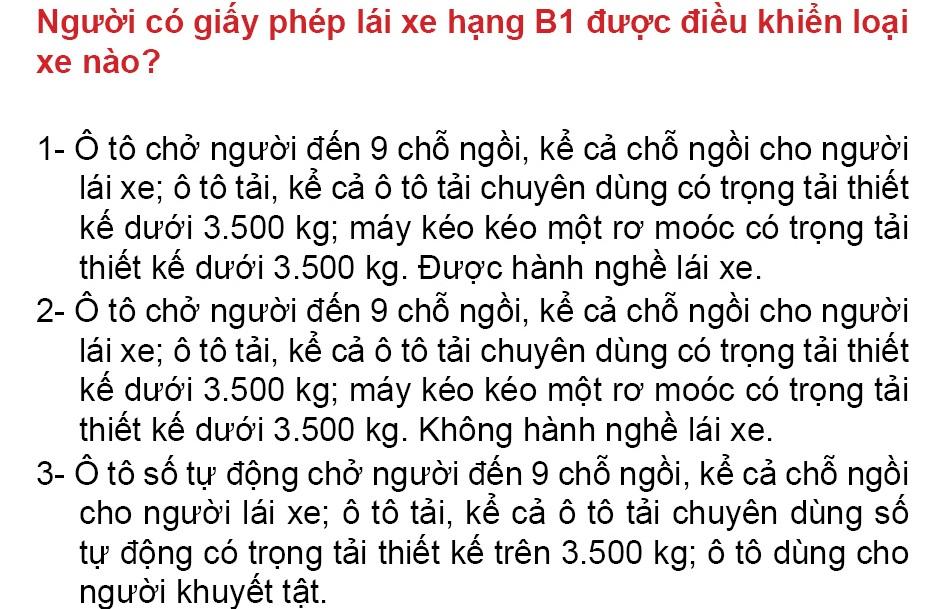 Người có giấy phép lái xe hạng B1 được điều khiển loại
xe nào?
1- Ô tô chở người đến 9 chỗ ngồi, kể cả chỗ ngồi cho người
lái xe; ô tô tải, kể cả ô tô tải chuyên dùng có trọng tải thiết
kế dưới 3.500 kg; máy kéo kéo một rơ moóc có trọng tải
thiết kế dưới 3.500 kg. Được hành nghề lái xe.
2- Ô tô chở người đến 9 chỗ ngồi, kể cả chỗ ngồi cho người
lái xe; ô tô tải, kể cả ô tô tải chuyên dùng có trọng tải thiết
kế dưới 3.500 kg; máy kéo kéo một rơ moóc có trọng tải
thiết kế dưới 3.500 kg. Không hành nghề lái xe.
3- Ô tô số tự động chở người đến 9 chỗ ngồi, kể cả chỗ ngồi
cho người lái xe; ô tô tải, kể cả ô tô tải chuyên dùng số
tự động có trọng tải thiết kế trên 3.500 kg; ô tô dùng cho
người khuyết tật.